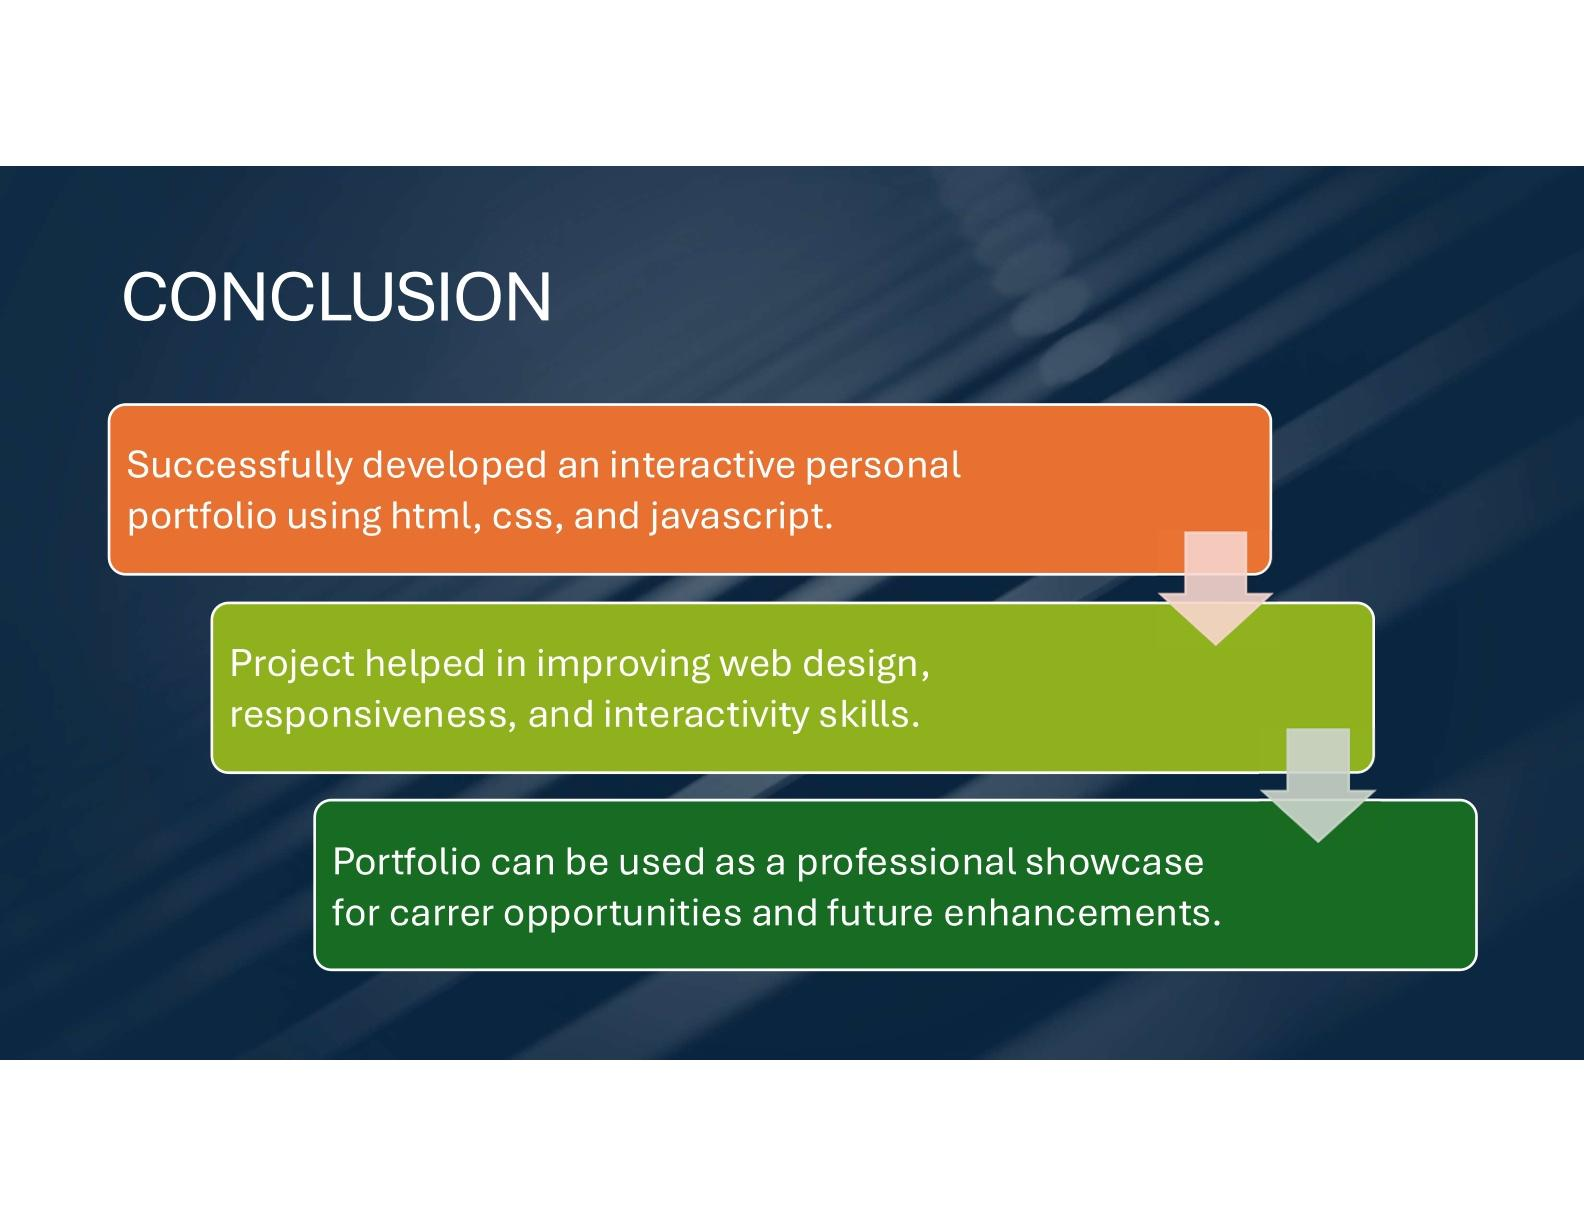 CONCLUSION
Successfully developed an interactive personal
portfolio using html, css, and javascript.
Project helped in improving web design,
responsiveness, and interactivity skills.
Portfolio can be used as a professional showcase
for carrer opportunities and future enhancements.